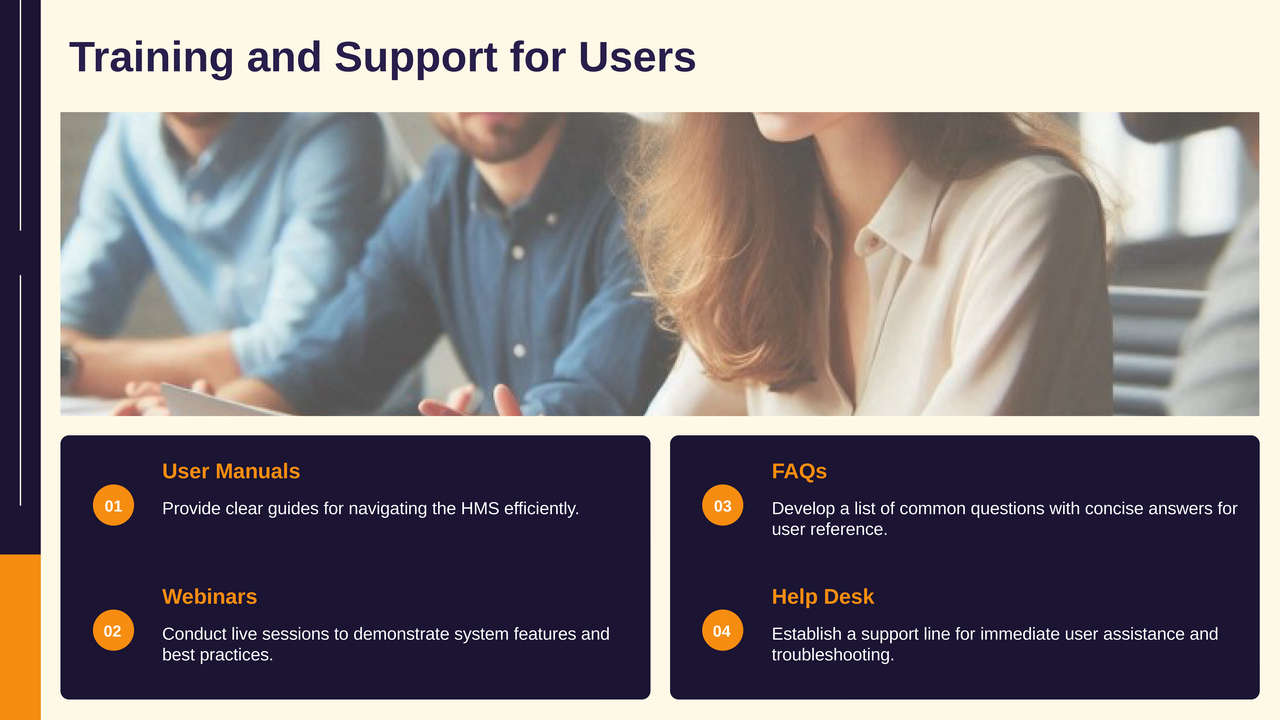 Training and Support for Users
User Manuals
01
Provide clear guides for navigating the HMS efficiently.
Webinars
02
Conduct live sessions to demonstrate system features and
best practices.
FAQs
03
Develop a list of common questions with concise answers for
user reference.
Help Desk
04
Establish a support line for immediate user assistance and
troubleshooting.